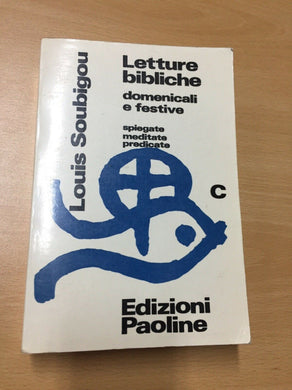 Louis Soubigou
Letture
bibliche
domenicali
e festive
spiegate
meditate
predicate
C
Edizioni
Paoline